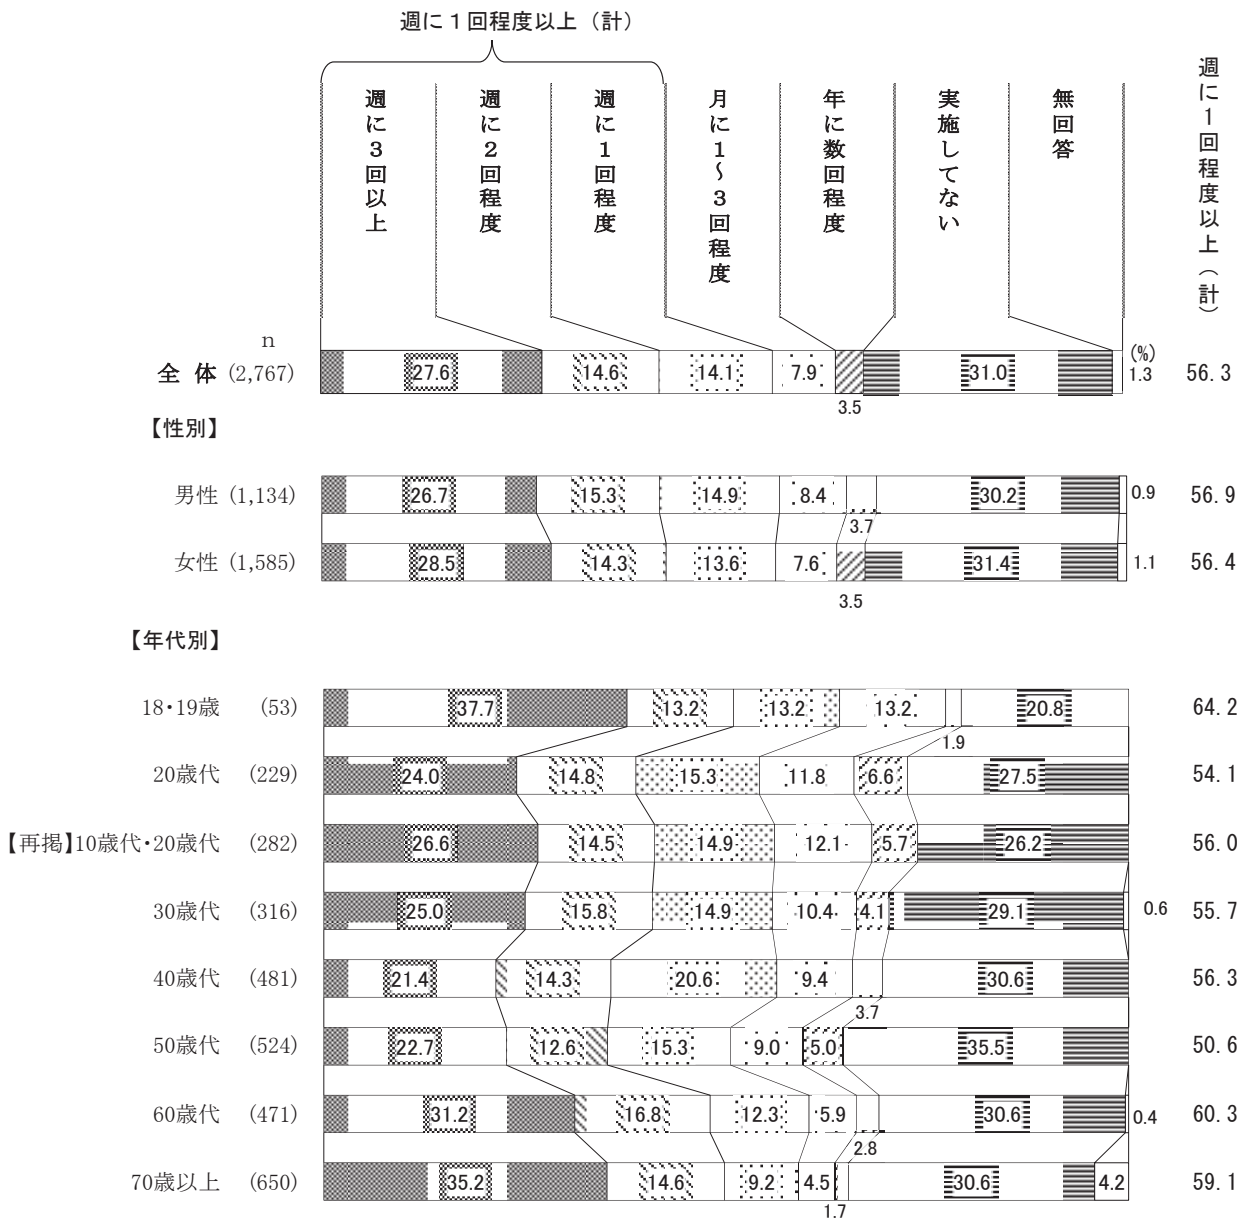 週に１回程度以上（計）
週に３回以上
週に２回程度
週に１回程度
月に１～３回程度
年に数回程度
実施してない
無回答
週に１回程度以上（計）
n
(%)
全 体 (2,767) 27.6 14.6 14.1 7.9 3.5 31.0 1.3 56.3
【性別】
男性 (1,134) 26.7 15.3 14.9 8.4 3.7 30.2 0.9 56.9
女性 (1,585) 28.5 14.3 13.6 7.6 3.5 31.4 1.1 56.4
【年代別】
18・19歳 (53) 37.7 13.2 13.2 13.2 1.9 20.8 64.2
20歳代 (229) 24.0 14.8 15.3 11.8 6.6 27.5 54.1
【再掲】10歳代・20歳代 (282) 26.6 14.5 14.9 12.1 5.7 26.2 56.0
30歳代 (316) 25.0 15.8 14.9 10.4 4.1 29.1 0.6 55.7
40歳代 (481) 21.4 14.3 20.6 9.4 3.7 30.6 56.3
50歳代 (524) 22.7 12.6 15.3 9.0 5.0 35.5 50.6
60歳代 (471) 31.2 16.8 12.3 5.9 2.8 30.6 0.4 60.3
70歳以上 (650) 35.2 14.6 9.2 4.5 1.7 30.6 4.2 59.1